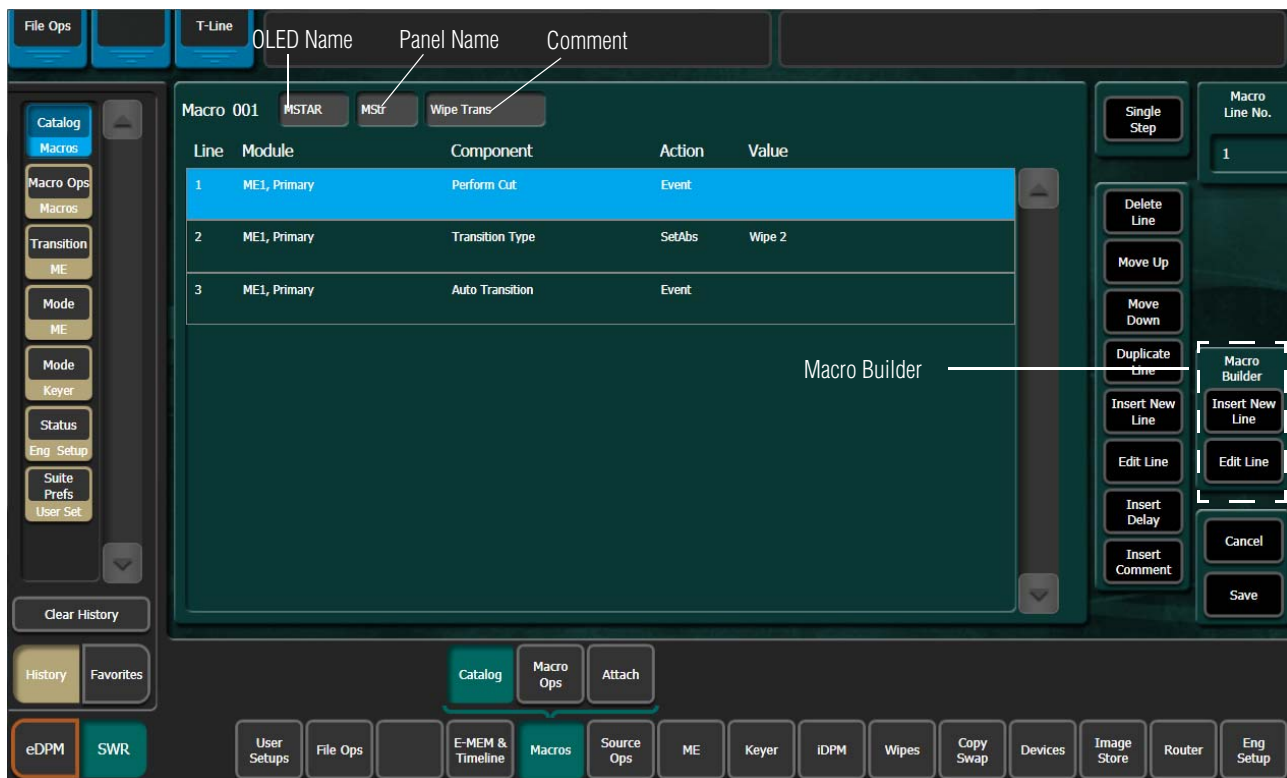 File Ops
T-Line
OLED Name
Panel Name
Comment
Catalog
Macros
Macro Ops
Macros
Transition
ME
Mode
ME
Mode
Keyer
Status
Eng Setup
Suite
Prefs
User Set
Clear History
History
Favorites
Macro 001
MSTAR
MStr
Wipe Trans
Line Module Component Action Value
1 ME1, Primary Perform Cut Event
2 ME1, Primary Transition Type SetAbs Wipe 2
3 ME1, Primary Auto Transition Event
Macro Builder
Single
Step
Delete
Line
Move Up
Move
Down
Duplicate
Line
Insert New
Line
Edit Line
Insert
Delay
Insert
Comment
Macro
Line No.
1
Macro
Builder
Insert New
Line
Edit Line
Cancel
Save
Catalog
Macro
Ops
Attach
eDPM
SWR
User
Setups
File Ops
E-MEM &
Timeline
Macros
Source
Ops
ME
Keyer
iDPM
Wipes
Copy
Swap
Devices
Image
Store
Router
Eng
Setup